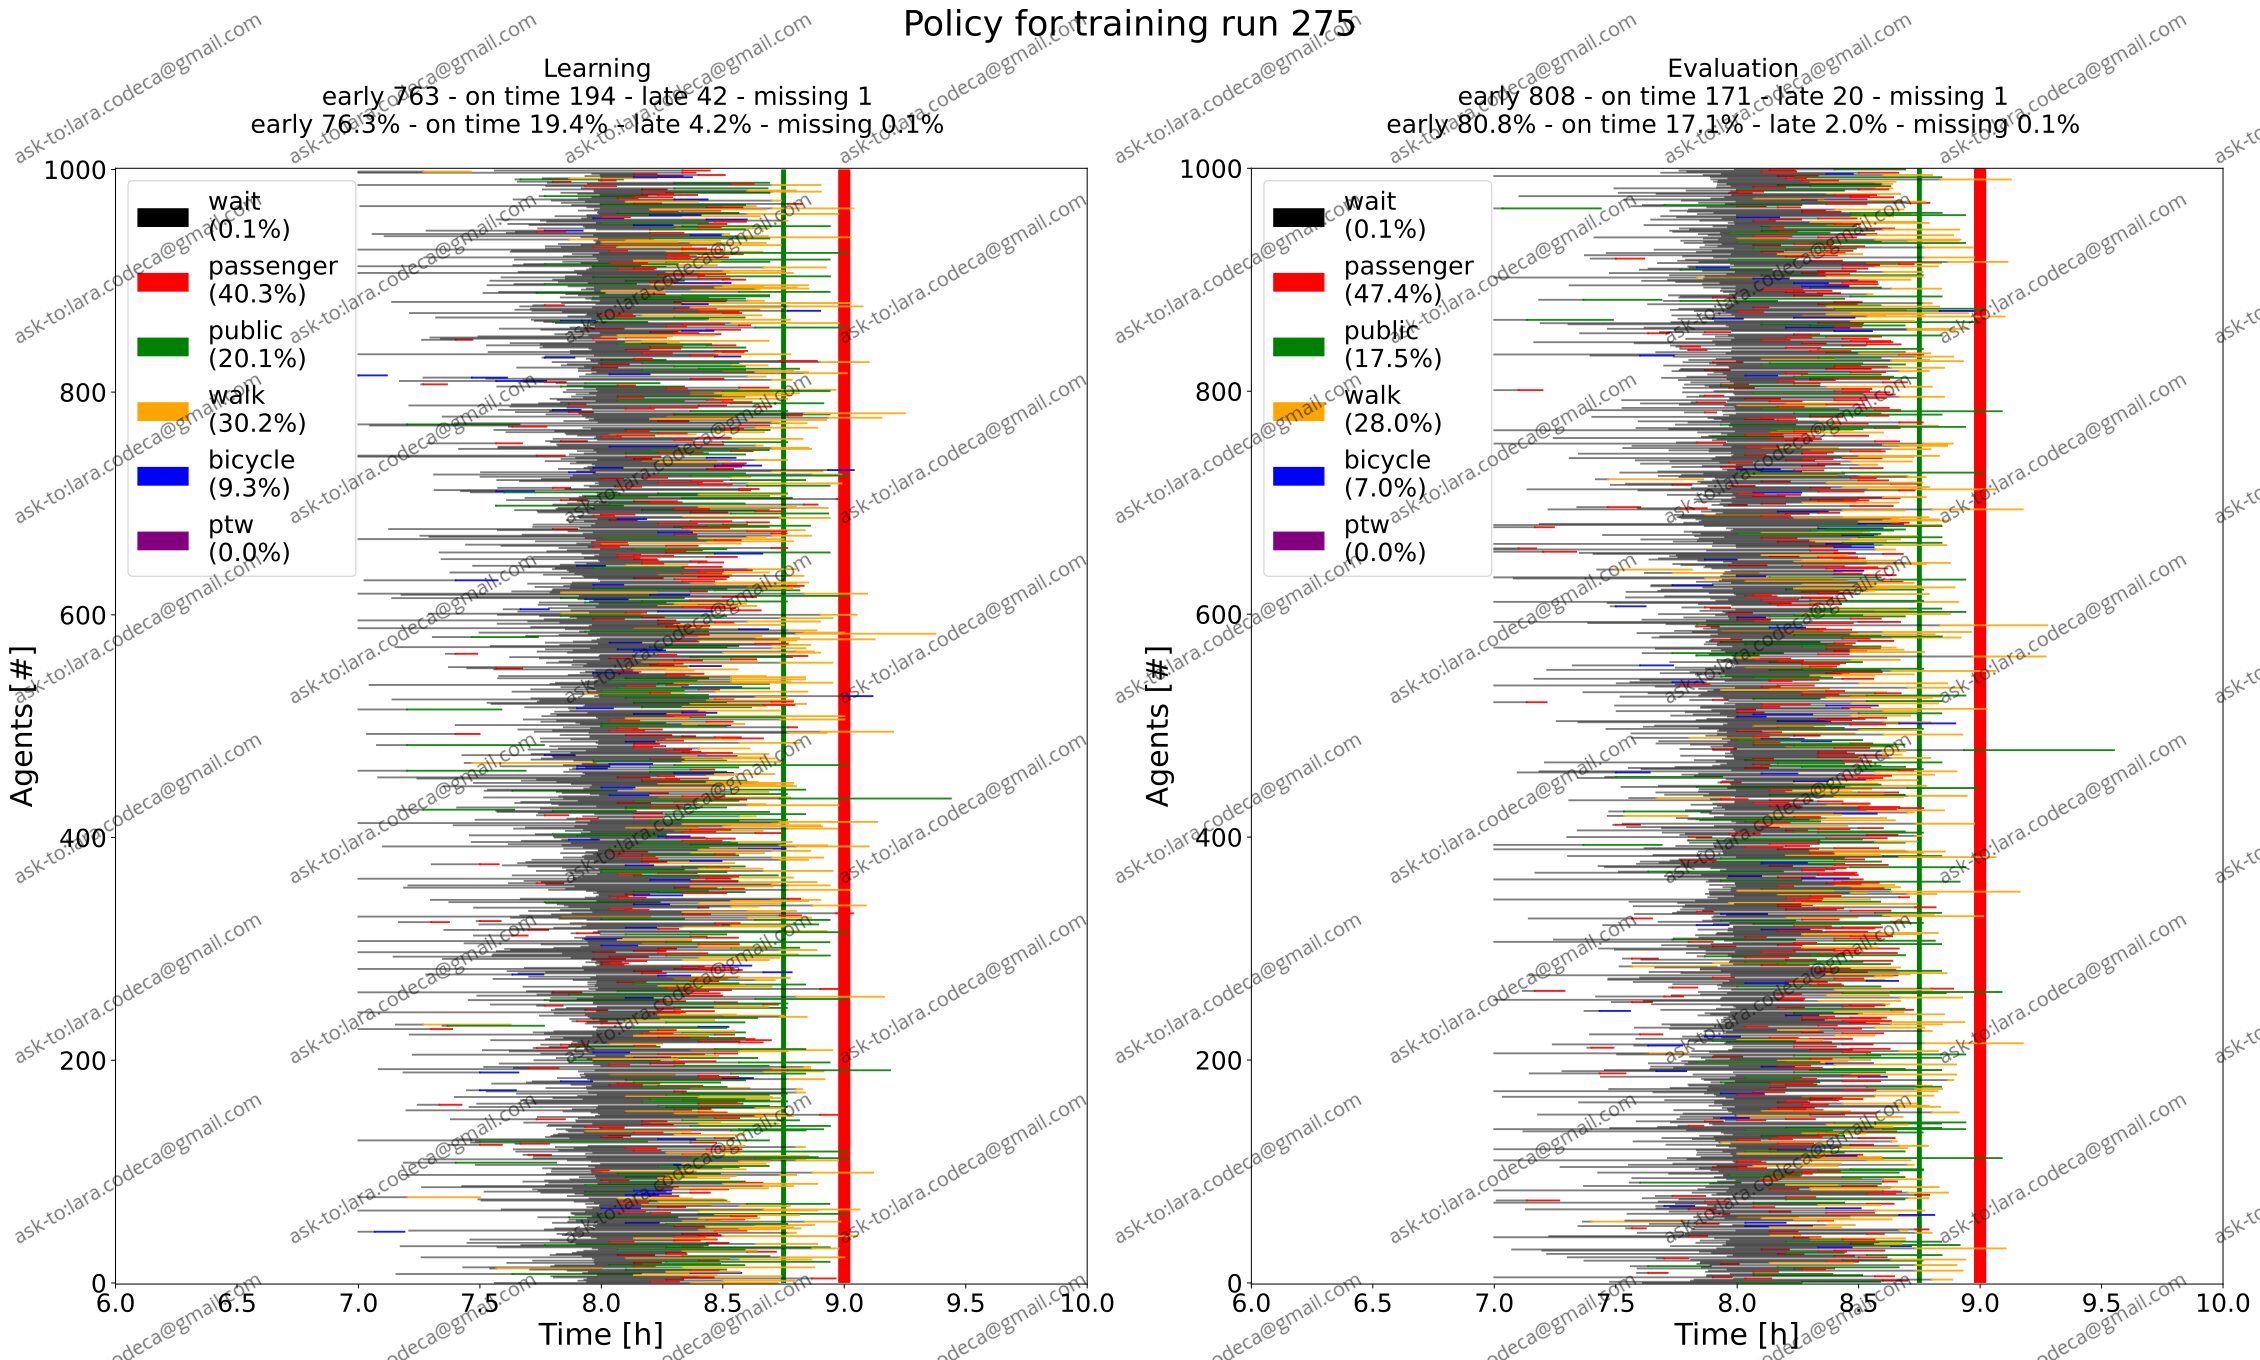 Policy for training run 275
Learning
early 763 - on time 194 - late 42 - missing 1
early 76.3% - on time 19.4% - late 4.2% - missing 0.1%
Evaluation
early 808 - on time 171 - late 20 - missing 1
early 80.8% - on time 17.1% - late 2.0% - missing 0.1%
wait
(0.1%)
passenger
(40.3%)
public
(20.1%)
walk
(30.2%)
bicycle
(9.3%)
ptw
(0.0%)
1000
800
600
400
200
0
Agents [#]
6.0 6.5 7.0 7.5 8.0 8.5 9.0 9.5 10.0
Time [h]
wait
(0.1%)
passenger
(47.4%)
public
(17.5%)
walk
(28.0%)
bicycle
(7.0%)
ptw
(0.0%)
1000
800
600
400
200
0
Agents [#]
6.0 6.5 7.0 7.5 8.0 8.5 9.0 9.5 10.0
Time [h]
ask-to:lara.codeca@gmail.com